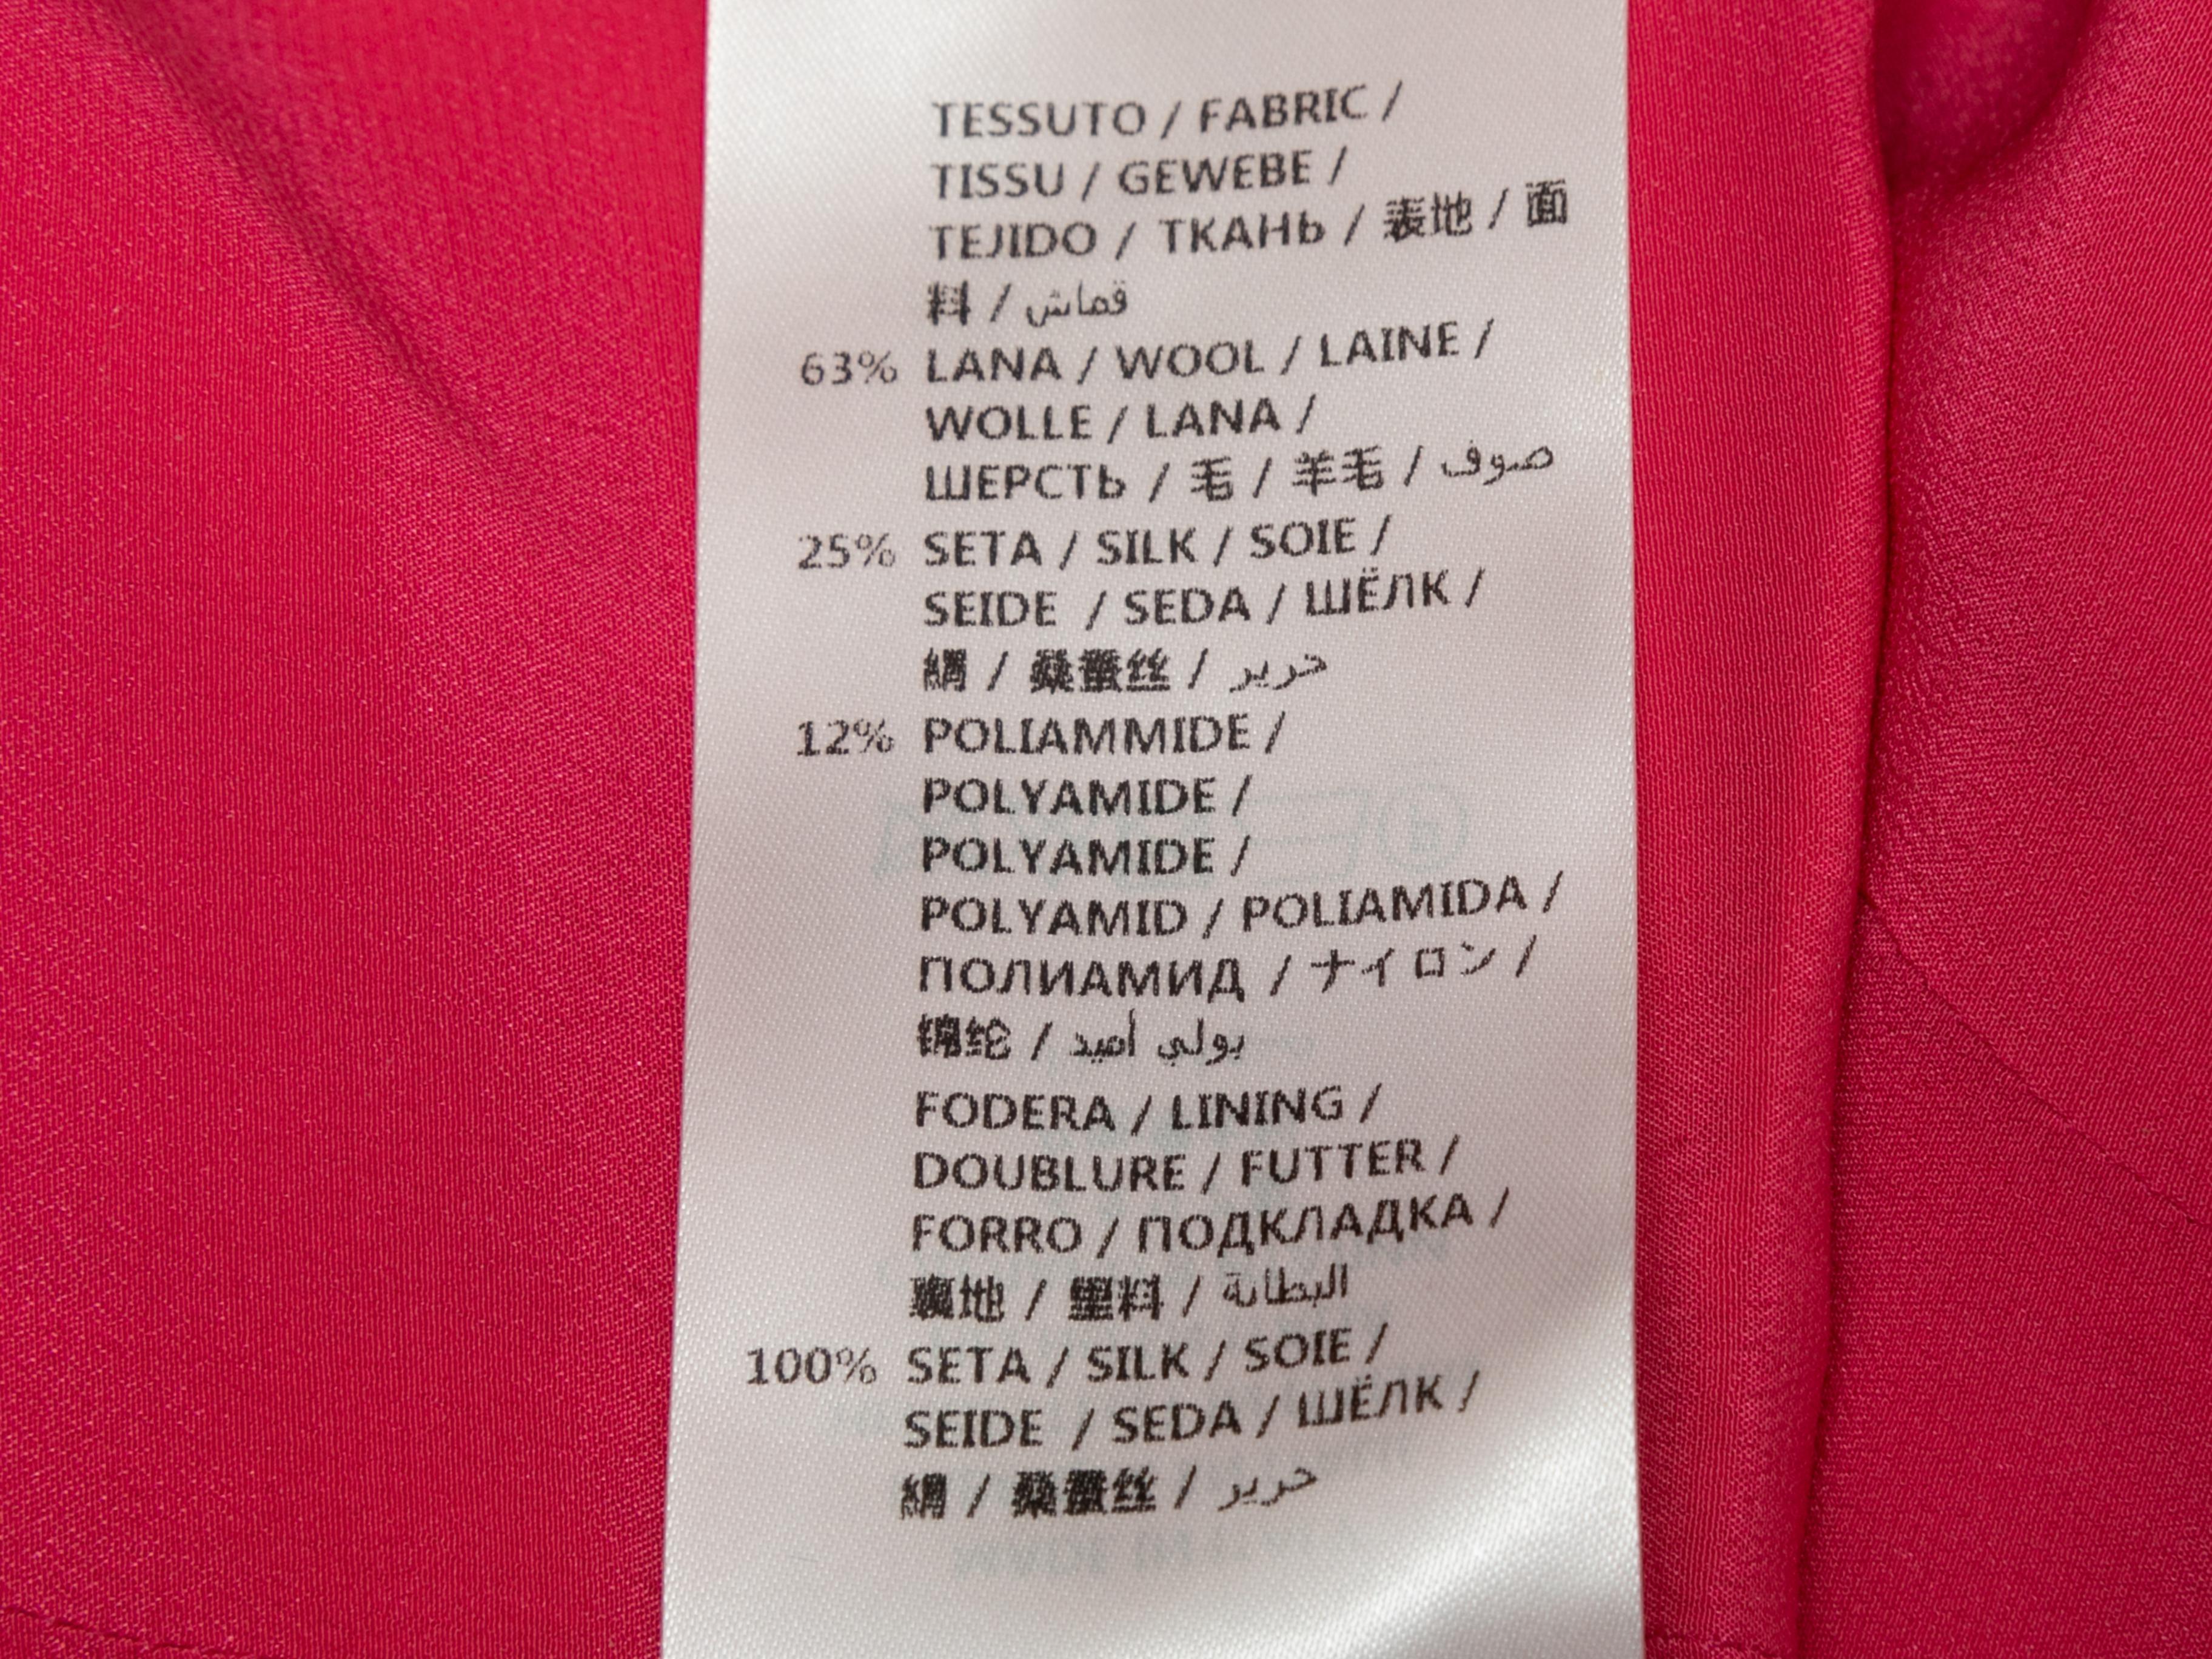 TESSUTO / FABRIC /
TISSU / GEWEBE /
TEJIDO / ТКАНЬ / 表地 / 面
料 / قماش
63% LANA / WOOL / LAINE /
WOLLE / LANA /
ШЕРСТЬ / 毛 / 羊毛 / صوف
25% SETA / SILK / SOIE /
SEIDE / SEDA / ШЁЛК /
絹 / 桑蚕丝 / حرير
12% POLIAMMIDE /
POLYAMIDE /
POLYAMIDE /
POLYAMID / POLIAMIDA /
ПОЛИАМИД / ナイロン /
锦纶 / بولي أميد
FODERA / LINING /
DOUBLURE / FUTTER /
FORRO / ПОДКЛАДКА /
裏地 / 里料 / البطانة
100% SETA / SILK / SOIE /
SEIDE / SEDA / ШЁЛК /
絹 / 桑蚕丝 / حرير